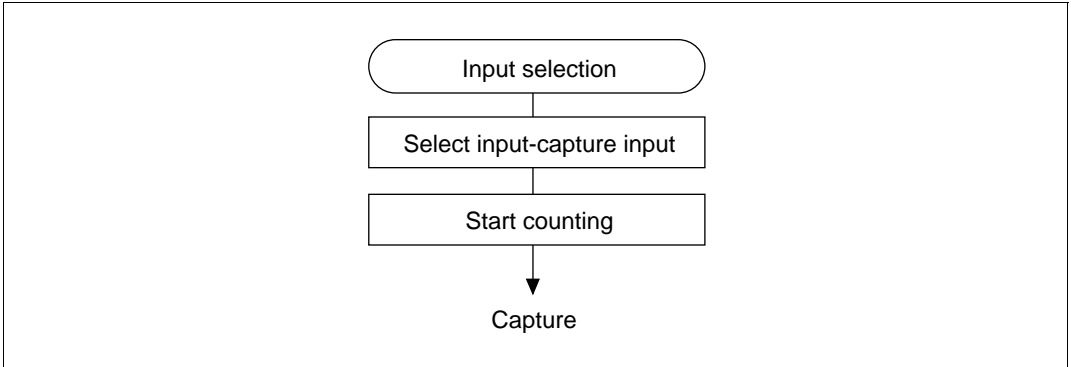 Input selection
Select input-capture input
Start counting
Capture